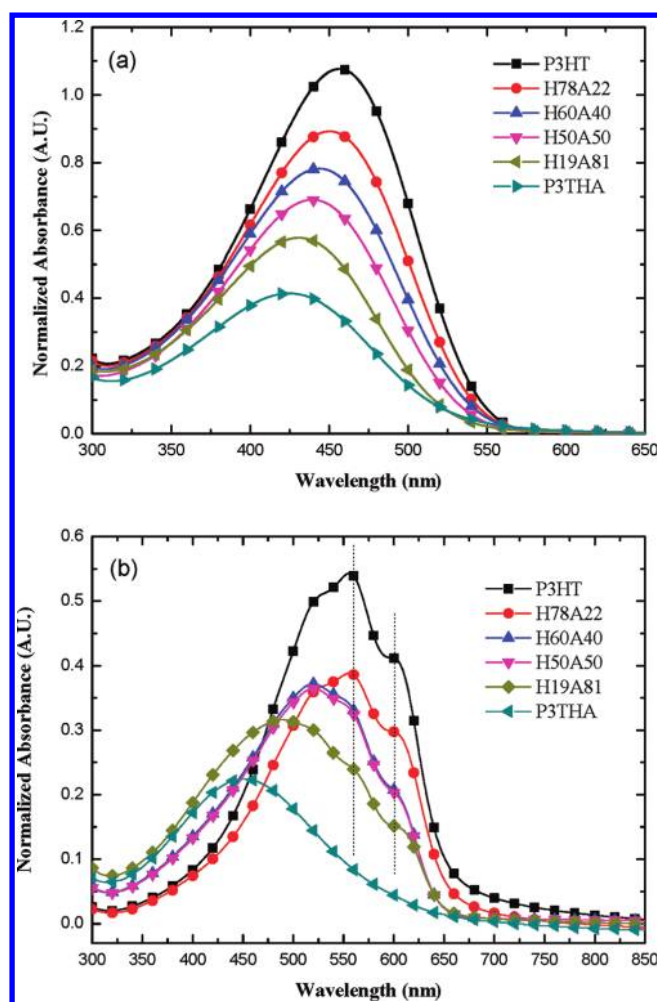 (a)
P3HT
H78A22
H60A40
H50A50
H19A81
P3THA
1.2
1.0
0.8
0.6
0.4
0.2
0.0
Normalized Absorbance (A.U.)
300 350 400 450 500 550 600 650
Wavelength (nm)
(b)
P3HT
H78A22
H60A40
H50A50
H19A81
P3THA
0.6
0.5
0.4
0.3
0.2
0.1
0.0
Normalized Absorbance (A.U.)
300 350 400 450 500 550 600 650 700 750 800 850
Wavelength (nm)